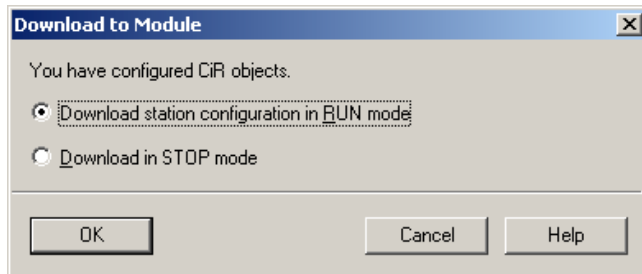 Download to Module
You have configured CiR objects.
Download station configuration in RUN mode
Download in STOP mode
OK
Cancel
Help